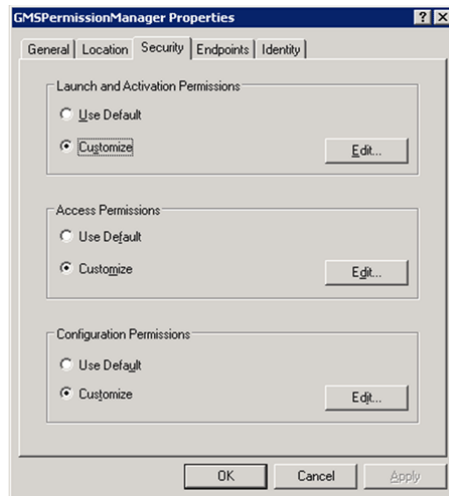 GMSPermissionManager Properties
General Location Security Endpoints Identity
Launch and Activation Permissions
Use Default
Customize
Edit...
Access Permissions
Use Default
Customize
Edit...
Configuration Permissions
Use Default
Customize
Edit...
OK Cancel Apply